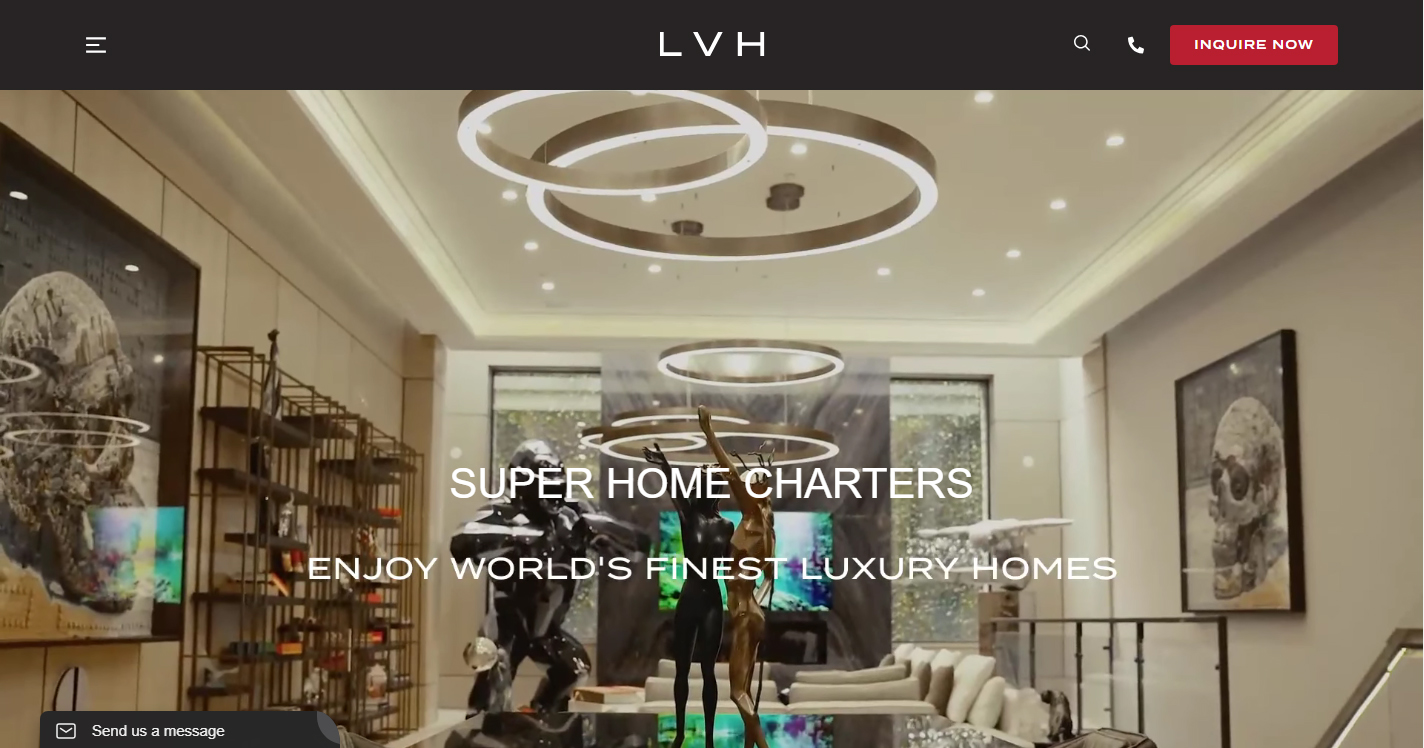 LVH
INQUIRE NOW
SUPER HOME CHARTERS
ENJOY WORLD'S FINEST LUXURY HOMES
Send us a message